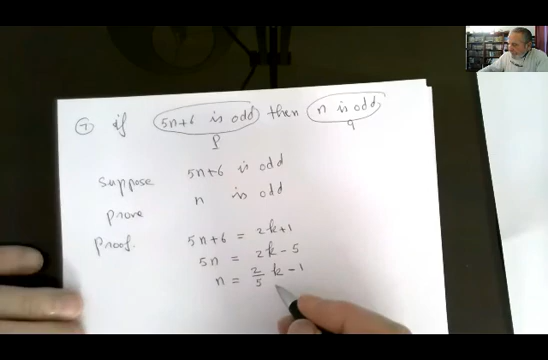 ⑦ if 5n+6 is odd then n is odd
p q
suppose 5n+6 is odd
prove n is odd
Proof. 5n+6 = 2k+1
5n = 2k-5
n = 2/5 k - 1